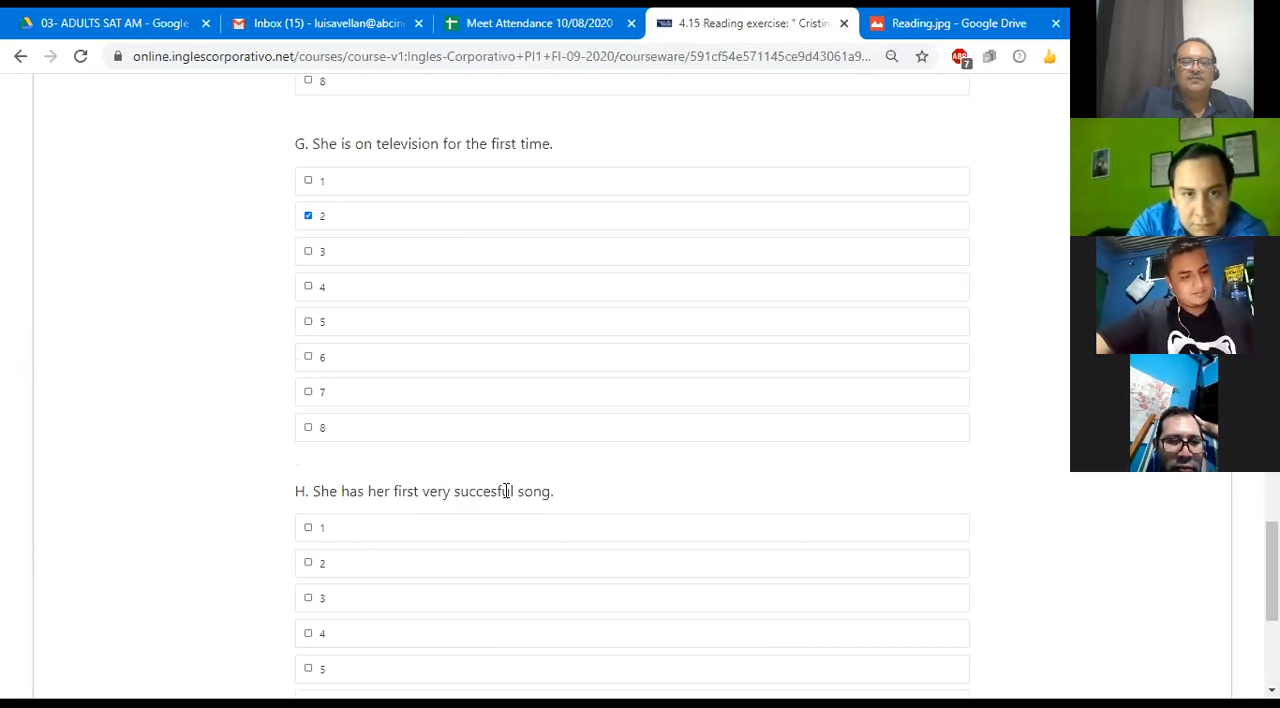 03- ADULTS SAT AM - Google
Inbox (15) - luisavellan@abcin
Meet Attendance 10/08/2020
4.15 Reading exercise: " Cristin
Reading.jpg - Google Drive
online.inglescorporativo.net/courses/course-v1:Ingles-Corporativo+PI1+FI-09-2020/courseware/591cf54e571145ce9d43061a9...
ABP
7
8
G. She is on television for the first time.
1
2
3
4
5
6
7
8
H. She has her first very succesful song.
1
2
3
4
5